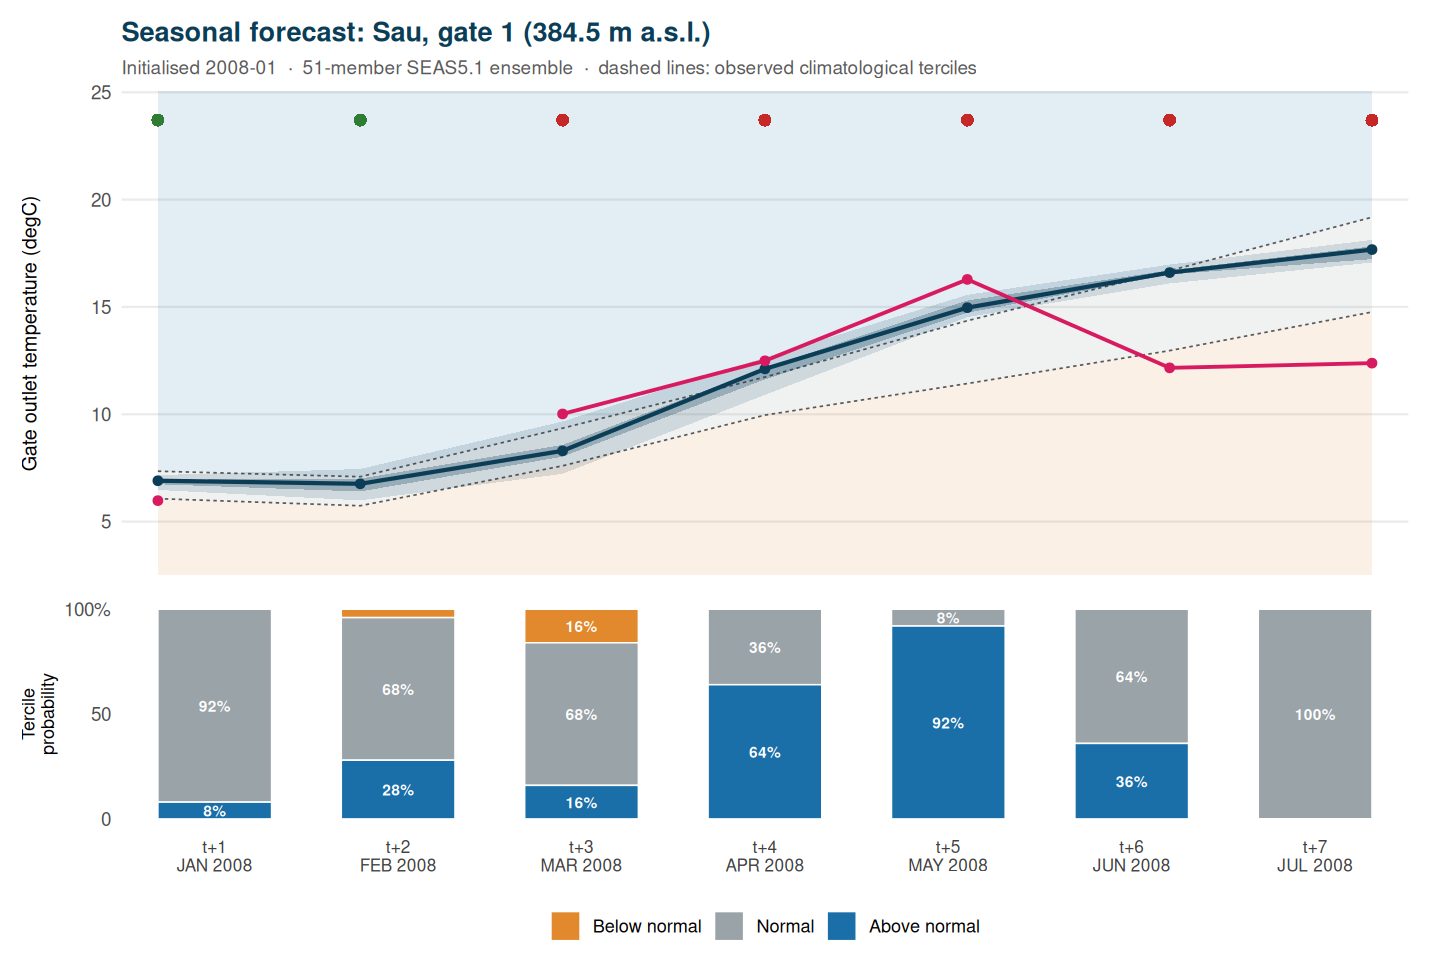 Seasonal forecast: Sau, gate 1 (384.5 m a.s.l.)
Initialised 2008-01 · 51-member SEAS5.1 ensemble · dashed lines: observed climatological terciles
Gate outlet temperature (degC)
25
20
15
10
5
Tercile
probability
100%
50
0
92%
8%
68%
28%
16%
68%
16%
36%
64%
8%
92%
64%
36%
100%
t+1
JAN 2008
t+2
FEB 2008
t+3
MAR 2008
t+4
APR 2008
t+5
MAY 2008
t+6
JUN 2008
t+7
JUL 2008
Below normal
Normal
Above normal